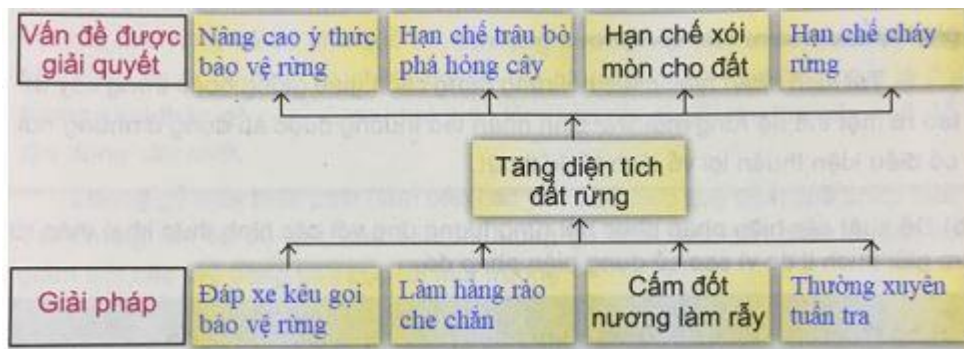 Vấn đề được
giải quyết
Nâng cao ý thức
bảo vệ rừng
Hạn chế trâu bò
phá hỏng cây
Hạn chế xói
mòn cho đất
Hạn chế cháy
rừng
Tăng diện tích
đất rừng
Giải pháp
Đáp xe kêu gọi
bảo vệ rừng
Làm hàng rào
che chắn
Cấm đốt
nương làm rẫy
Thường xuyên
tuần tra